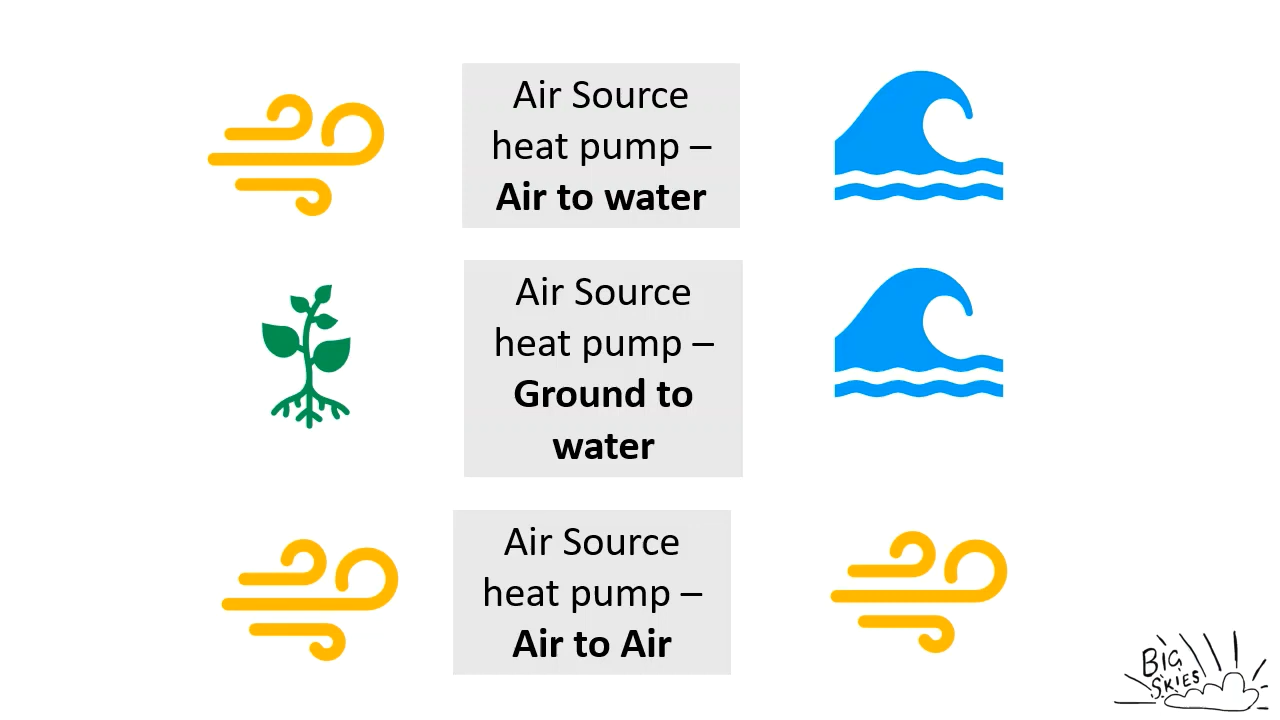 Air Source
heat pump –
Air to water
Air Source
heat pump –
Ground to
water
Air Source
heat pump –
Air to Air
BIG
SKIES